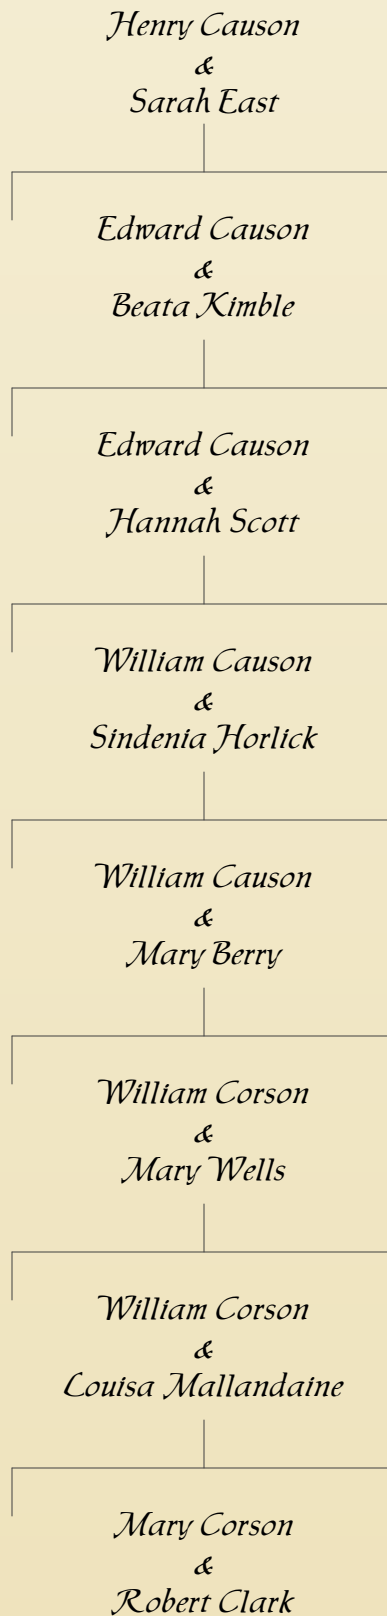 Henry Causon
&
Sarah East
Edward Causon
&
Beata Kimble
Edward Causon
&
Hannah Scott
William Causon
&
Sindenia Horlick
William Causon
&
Mary Berry
William Corson
&
Mary Wells
William Corson
&
Louisa Mallandaine
Mary Corson
&
Robert Clark